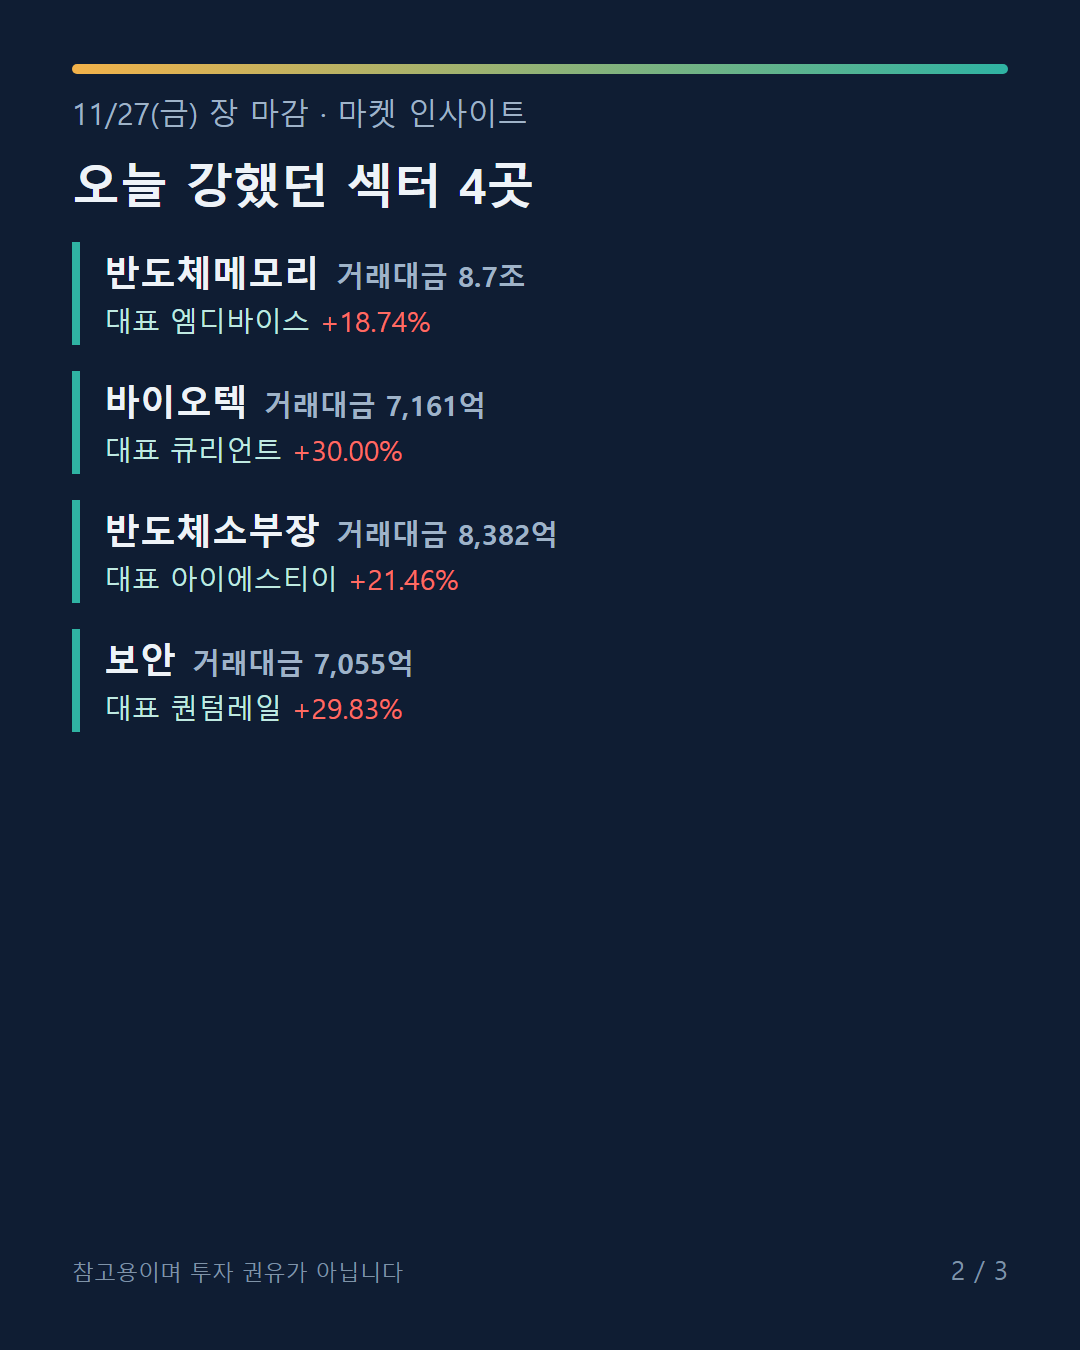 11/27(금) 장 마감 · 마켓 인사이트
오늘 강했던 섹터 4곳
반도체메모리 거래대금 8.7조
대표 엠디바이스 +18.74%
바이오텍 거래대금 7,161억
대표 큐리언트 +30.00%
반도체소부장 거래대금 8,382억
대표 아이에스티이 +21.46%
보안 거래대금 7,055억
대표 퀀텀레일 +29.83%
참고용이며 투자 권유가 아닙니다
2 / 3